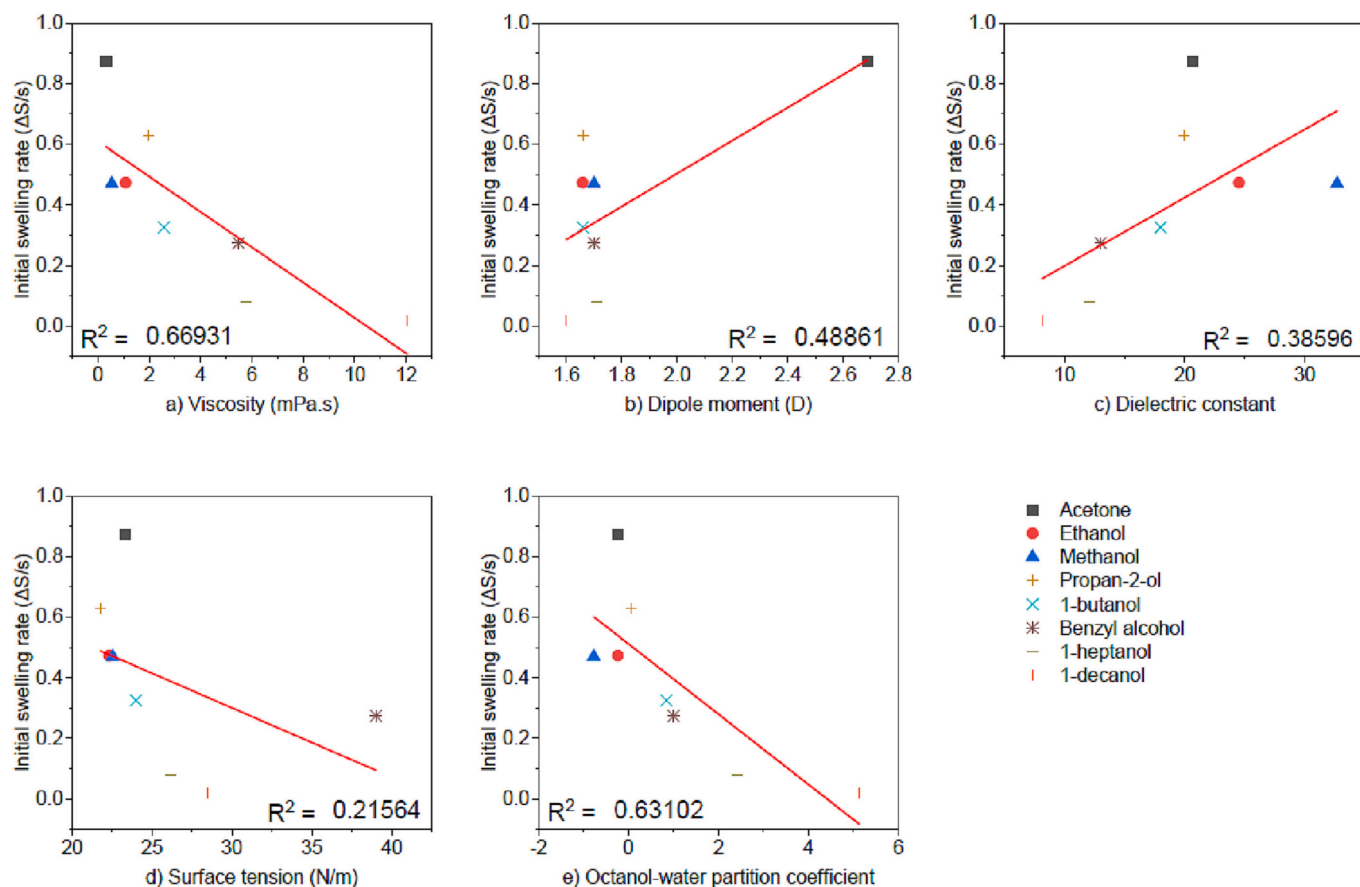 1.0
0.8
0.6
0.4
0.2
0.0
Initial swelling rate (ΔS/s)
R² = 0.66931
0 2 4 6 8 10 12
a) Viscosity (mPa.s)
1.0
0.8
0.6
0.4
0.2
0.0
Initial swelling rate (ΔS/s)
R² = 0.48861
1.6 1.8 2.0 2.2 2.4 2.6 2.8
b) Dipole moment (D)
1.0
0.8
0.6
0.4
0.2
0.0
Initial swelling rate (ΔS/s)
R² = 0.38596
10 20 30
c) Dielectric constant
1.0
0.8
0.6
0.4
0.2
0.0
Initial swelling rate (ΔS/s)
R² = 0.21564
20 25 30 35 40
d) Surface tension (N/m)
1.0
0.8
0.6
0.4
0.2
0.0
Initial swelling rate (ΔS/s)
R² = 0.63102
-2 0 2 4 6
e) Octanol-water partition coefficient
Acetone
Ethanol
Methanol
Propan-2-ol
1-butanol
Benzyl alcohol
1-heptanol
1-decanol